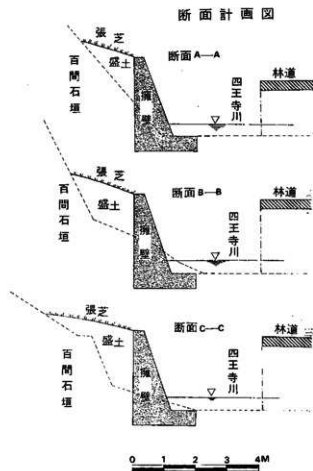 断面計画図
断面A—A
張芝
盛土
百間石垣
擁壁
四王寺川
林道
断面B—B
張芝
盛土
百間石垣
擁壁
四王寺川
林道
断面C—C
張芝
盛土
百間石垣
擁壁
四王寺川
林道
0 1 2 3 4M